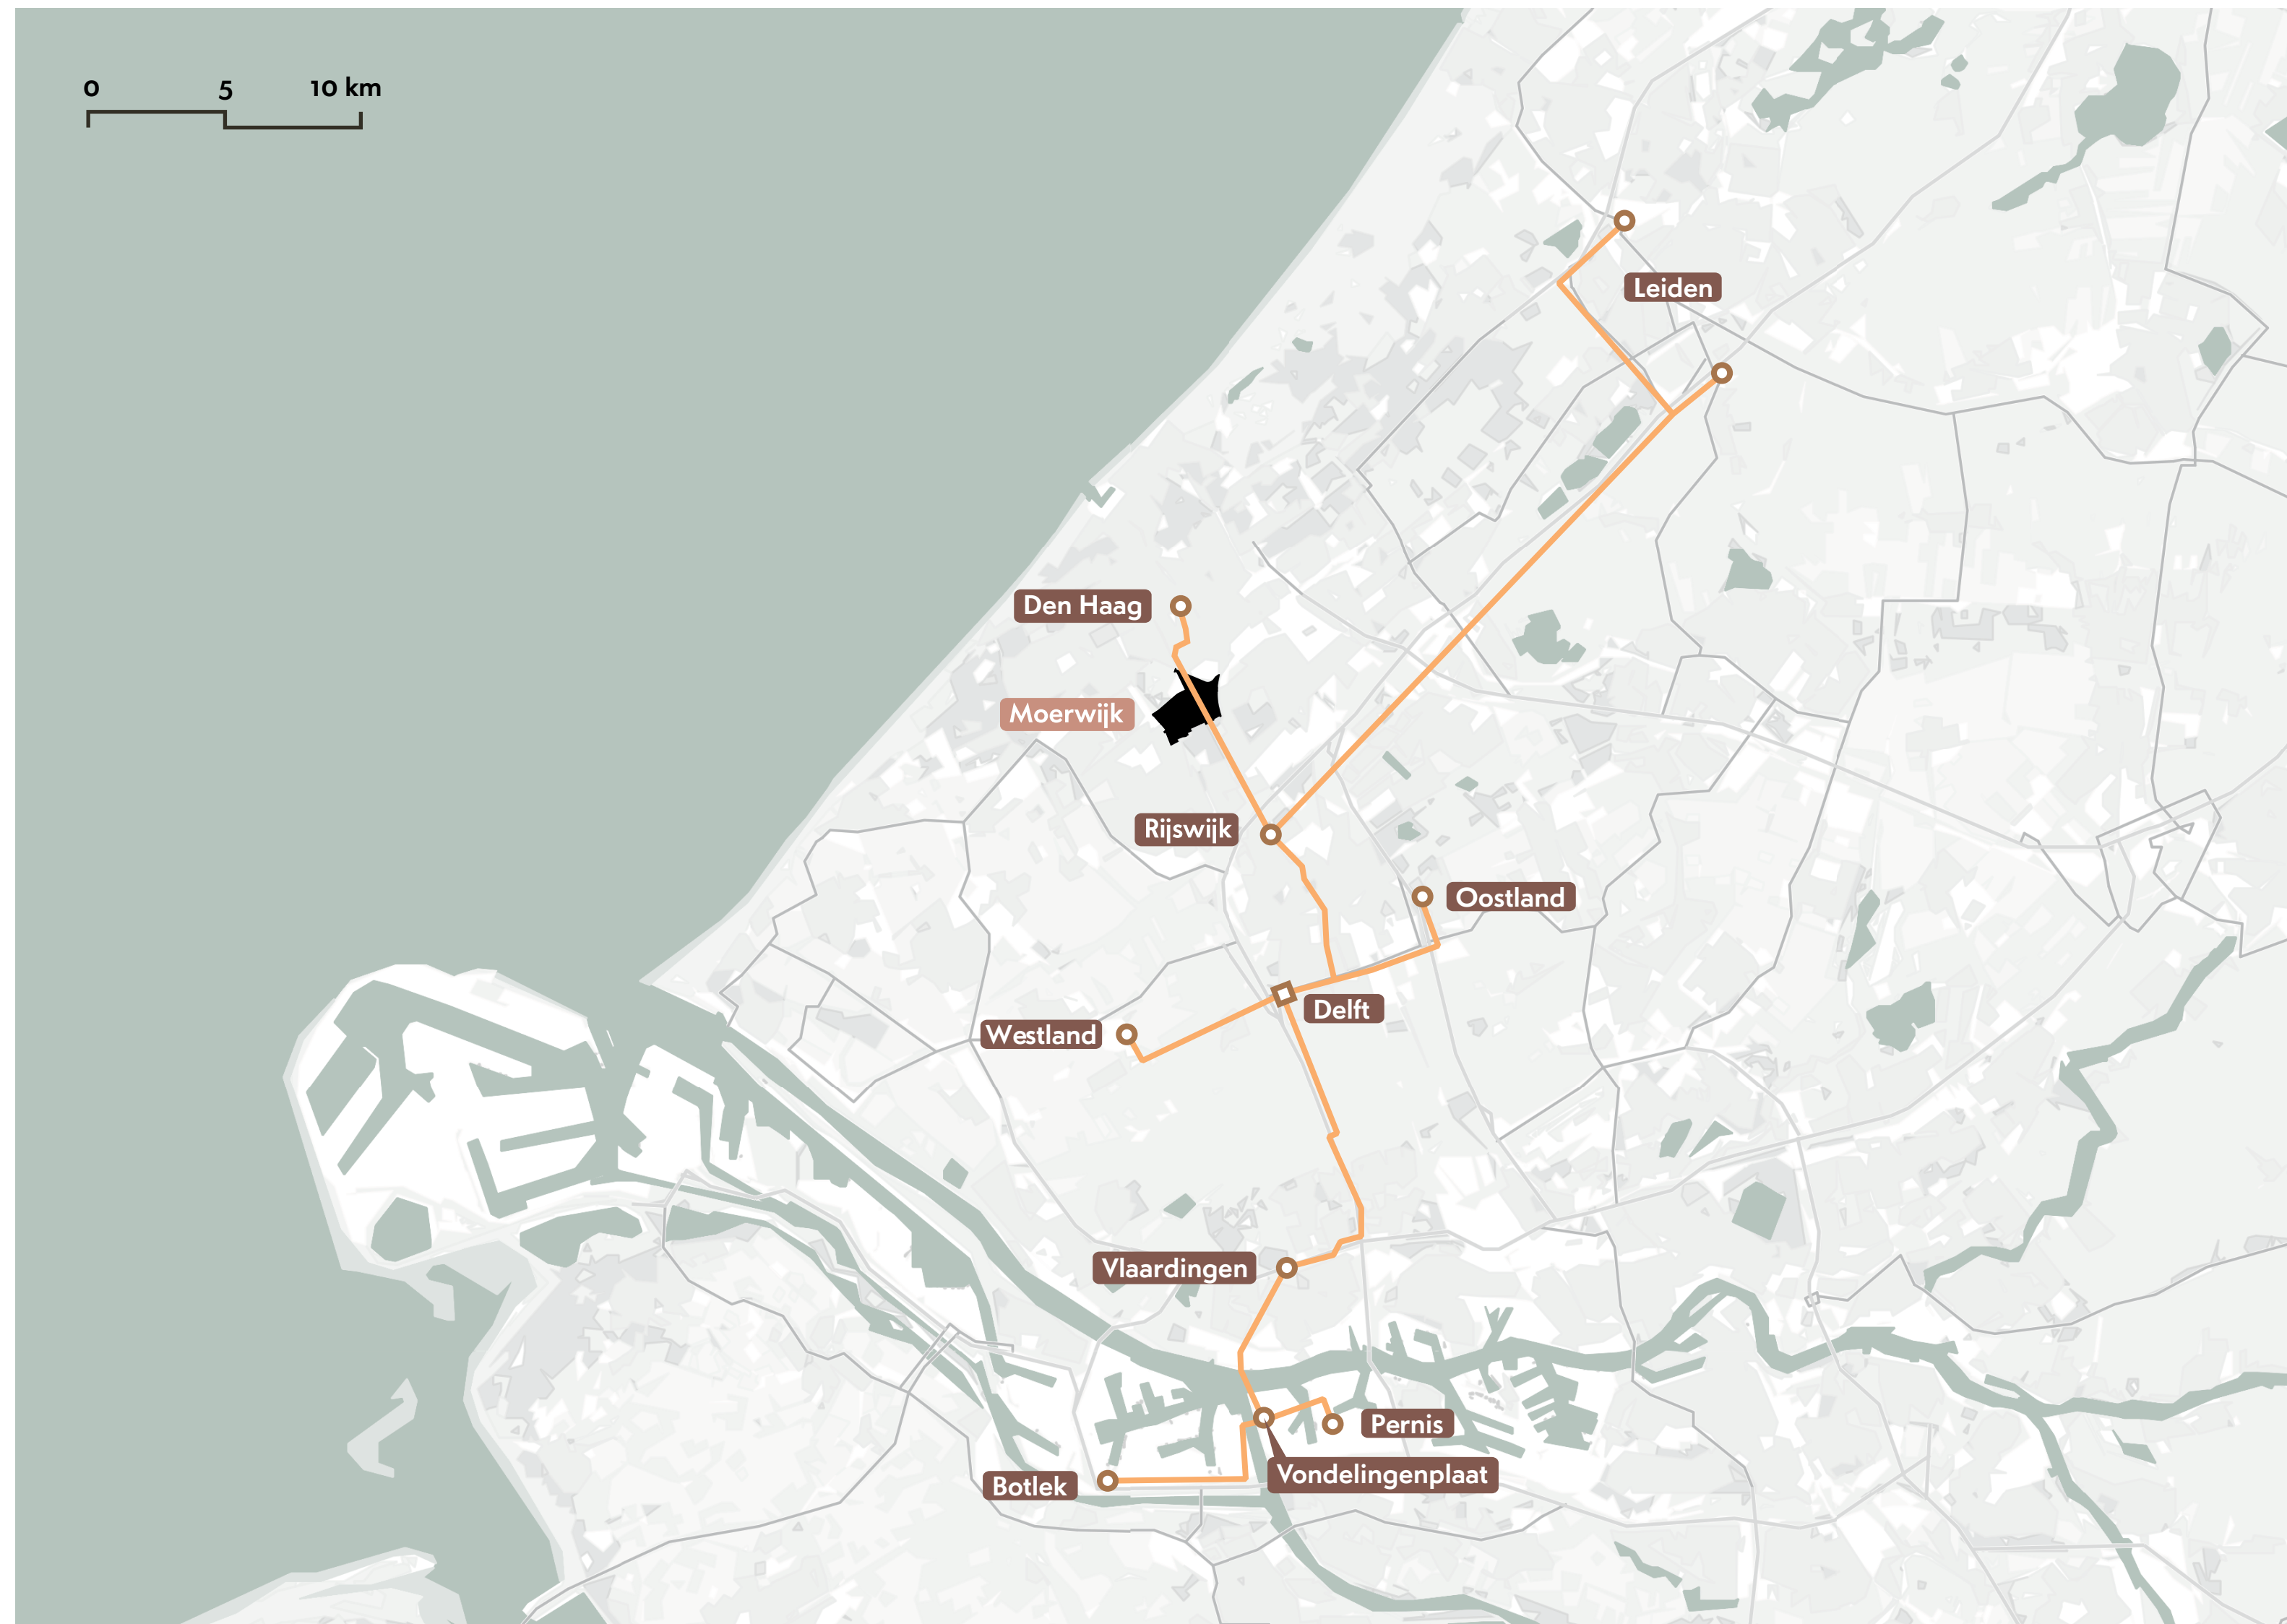 0 5 10 km
Leiden
Den Haag
Moerwijk
Rijswijk
Oostland
Delft
Westland
Vlaardingen
Pernis
Vondelingenplaat
Botlek